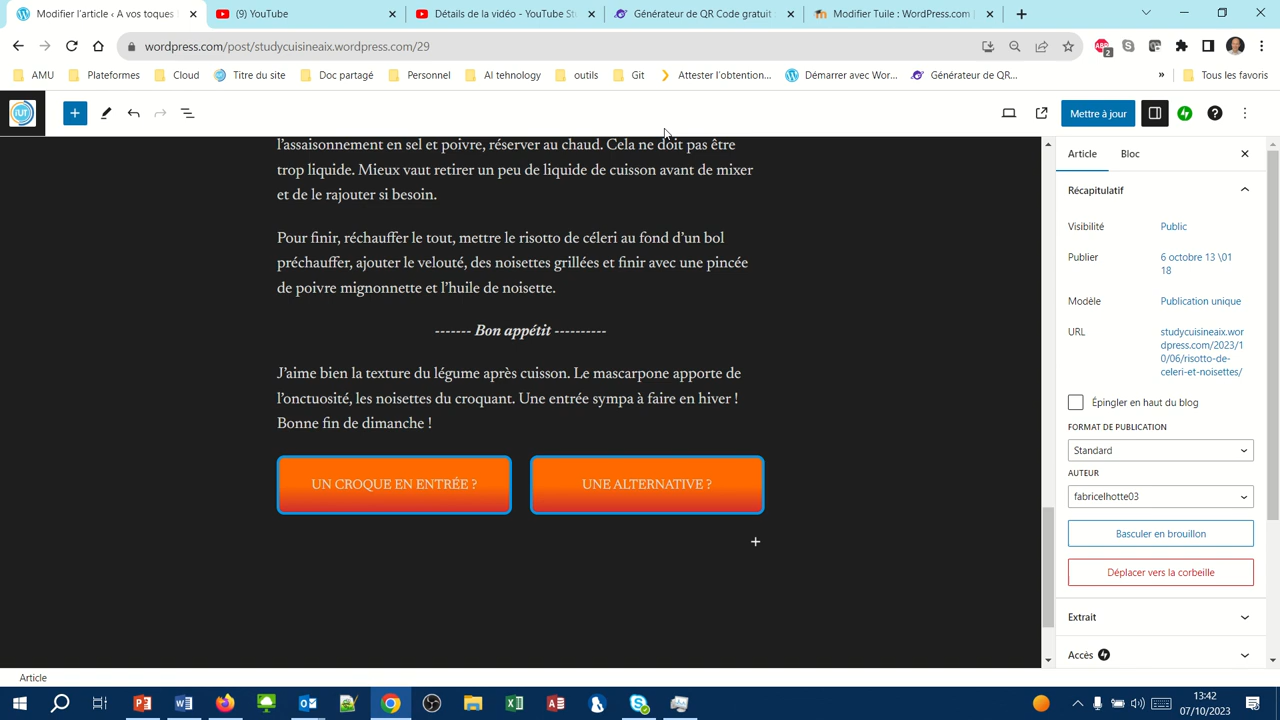 Modifier l'article « A vos toques
(9) YouTube
Détails de la vidéo - YouTube Stu
Générateur de QR Code gratuit :
Modifier Tuile : WordPress.com |
wordpress.com/post/studycuisineaix.wordpress.com/29
ABP
2
AMU
Plateformes
Cloud
Titre du site
Doc partagé
Personnel
AI tehnology
outils
Git
Attester l'obtention...
Démarrer avec Wor...
Générateur de QR...
»
Tous les favoris
iUT
Mettre à jour
l'assaisonnement en sel et poivre, réserver au chaud. Cela ne doit pas être
trop liquide. Mieux vaut retirer un peu de liquide de cuisson avant de mixer
et de le rajouter si besoin.
Pour finir, réchauffer le tout, mettre le risotto de céleri au fond d'un bol
préchauffer, ajouter le velouté, des noisettes grillées et finir avec une pincée
de poivre mignonnette et l'huile de noisette.
------- Bon appétit ----------
J'aime bien la texture du légume après cuisson. Le mascarpone apporte de
l'onctuosité, les noisettes du croquant. Une entrée sympa à faire en hiver !
Bonne fin de dimanche !
UN CROQUE EN ENTRÉE ?
UNE ALTERNATIVE ?
Article
Bloc
Récapitulatif
Visibilité
Public
Publier
6 octobre 13 \01
18
Modèle
Publication unique
URL
studycuisineaix.wor
dpress.com/2023/1
0/06/risotto-de-
celeri-et-noisettes/
Épingler en haut du blog
FORMAT DE PUBLICATION
Standard
AUTEUR
fabricelhotte03
Basculer en brouillon
Déplacer vers la corbeille
Extrait
Accès
Article
13:42
07/10/2023